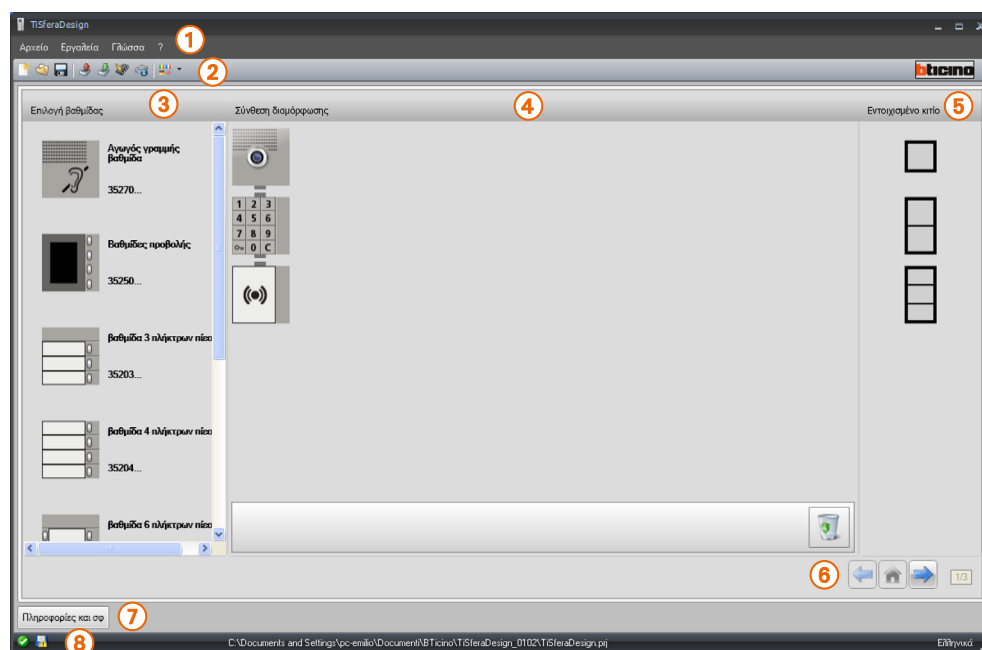 TiSferaDesign
Αρχείο Εργαλεία Γλώσσα ? 1
2
bticino
Επιλογή βαθμίδας 3
Σύνθεση διαμόρφωσης 4
Εντοιχισμένο κιτίο 5
Αγωγός γραμμής
βαθμίδα
35270...
1 2 3
4 5 6
7 8 9
0 C
Βαθμίδες προβολής
35250...
βαθμίδα 3 πλήκτρων πίεσ
35203...
βαθμίδα 4 πλήκτρων πίεσ
35204...
βαθμίδα 6 πλήκτρων πίεσ
6
1/3
Πληροφορίες και σφ 7
8
C:\Documents and Settings\pc-emilio\Documenti\BTicino\TiSferaDesign_0102\TiSferaDesign.prj
Ελληνικά